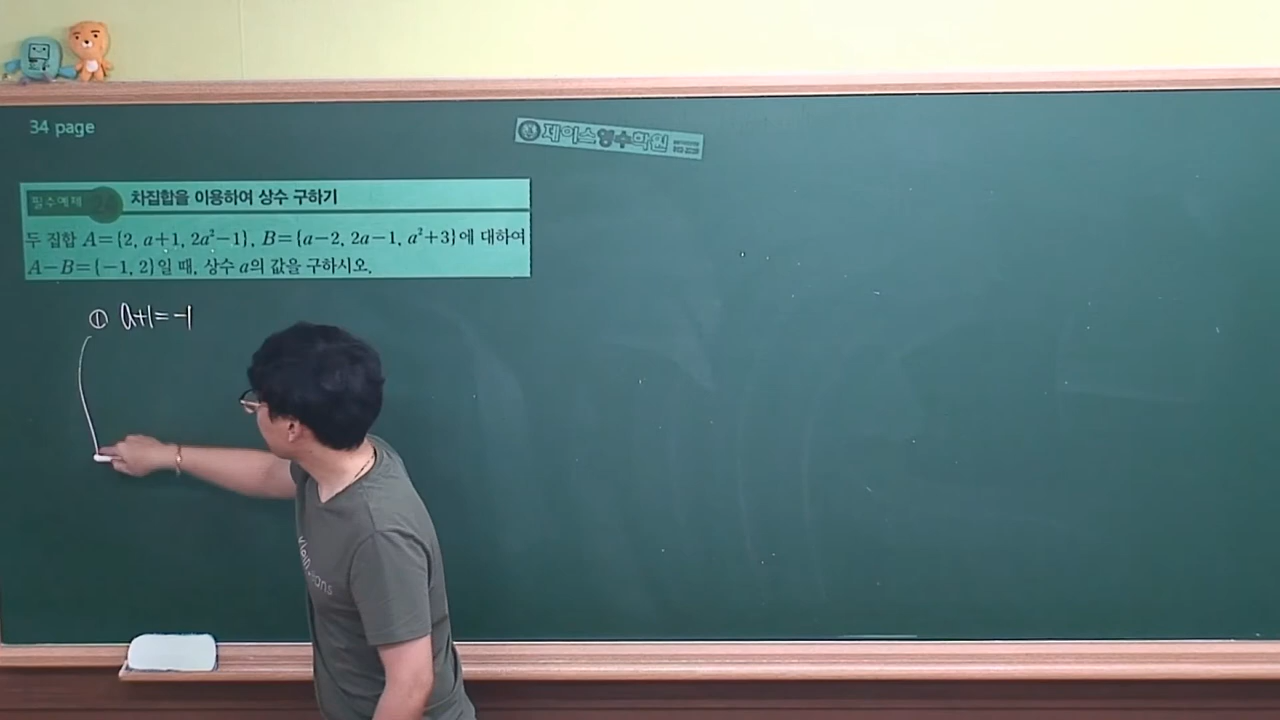 34 page
제이스영수학원
필수예제
차집합을 이용하여 상수 구하기
두 집합 A={2, a+1, 2a²-1}, B={a-2, 2a-1, a²+3}에 대하여
A-B={-1, 2}일 때, 상수 a의 값을 구하시오.
① a+1=-1